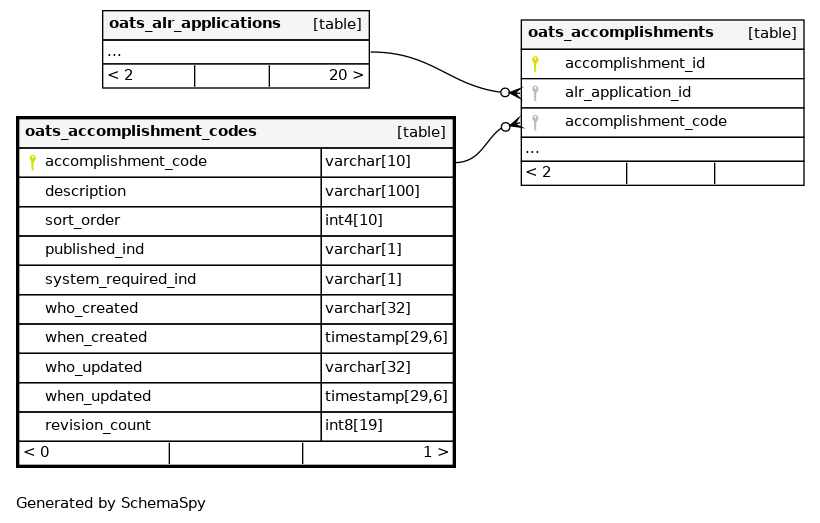 oats_alr_applications [table]
...
< 2 20 >
oats_accomplishments [table]
accomplishment_id
alr_application_id
accomplishment_code
...
< 2
oats_accomplishment_codes [table]
accomplishment_code varchar[10]
description varchar[100]
sort_order int4[10]
published_ind varchar[1]
system_required_ind varchar[1]
who_created varchar[32]
when_created timestamp[29,6]
who_updated varchar[32]
when_updated timestamp[29,6]
revision_count int8[19]
< 0 1 >
Generated by SchemaSpy